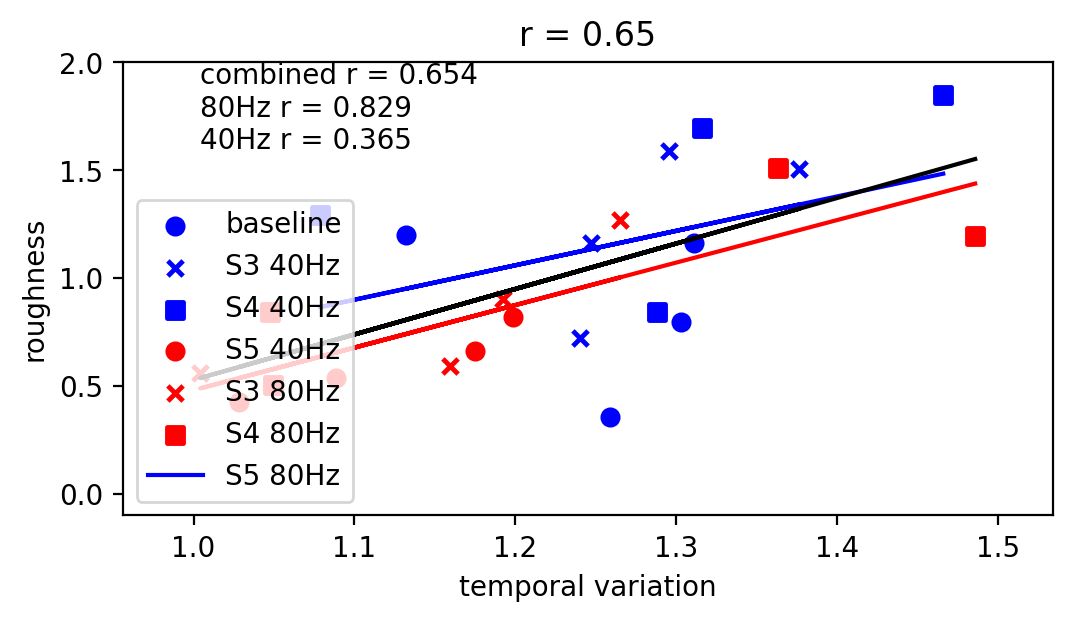 r = 0.65
combined r = 0.654
80Hz r = 0.829
40Hz r = 0.365
baseline
S3 40Hz
S4 40Hz
S5 40Hz
S3 80Hz
S4 80Hz
S5 80Hz
roughness
2.0
1.5
1.0
0.5
0.0
1.0 1.1 1.2 1.3 1.4 1.5
temporal variation